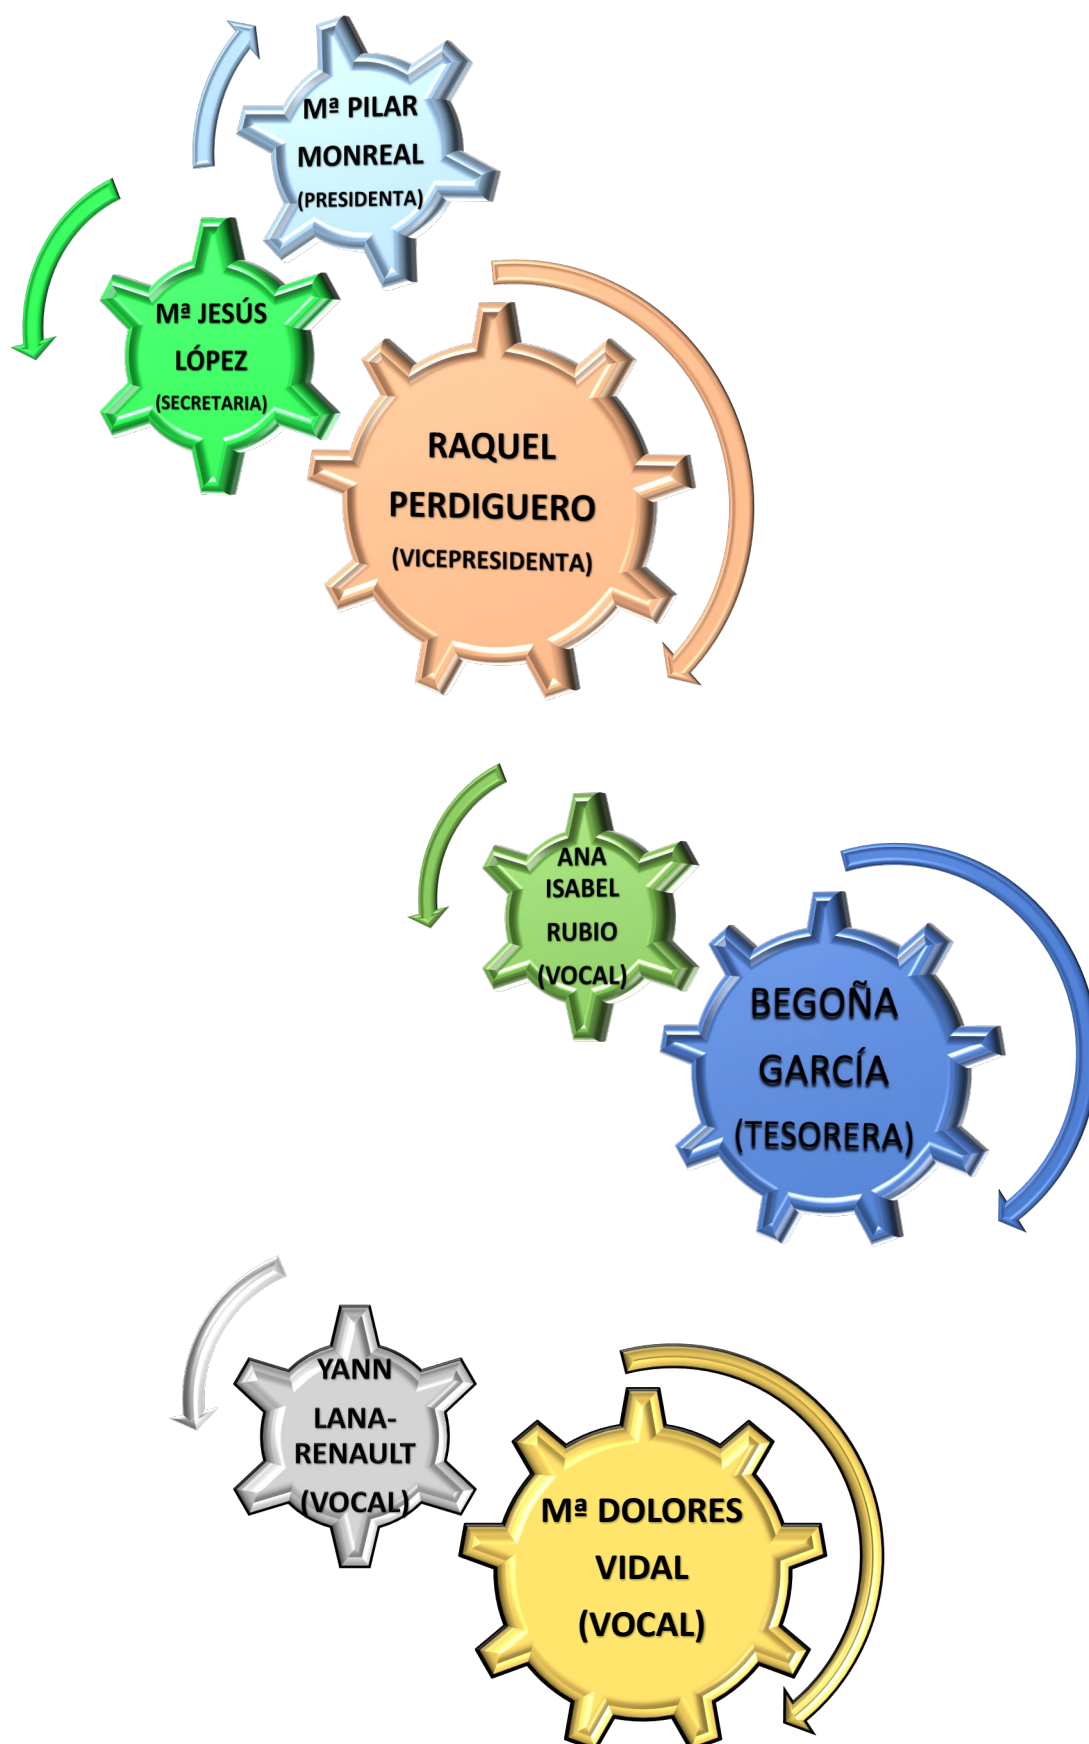 Mª PILAR
MONREAL
(PRESIDENTA)
Mª JESÚS
LÓPEZ
(SECRETARIA)
RAQUEL
PERDIGUERO
(VICEPRESIDENTA)
ANA
ISABEL
RUBIO
(VOCAL)
BEGOÑA
GARCÍA
(TESORERA)
YANN
LANA-
RENAULT
(VOCAL)
Mª DOLORES
VIDAL
(VOCAL)